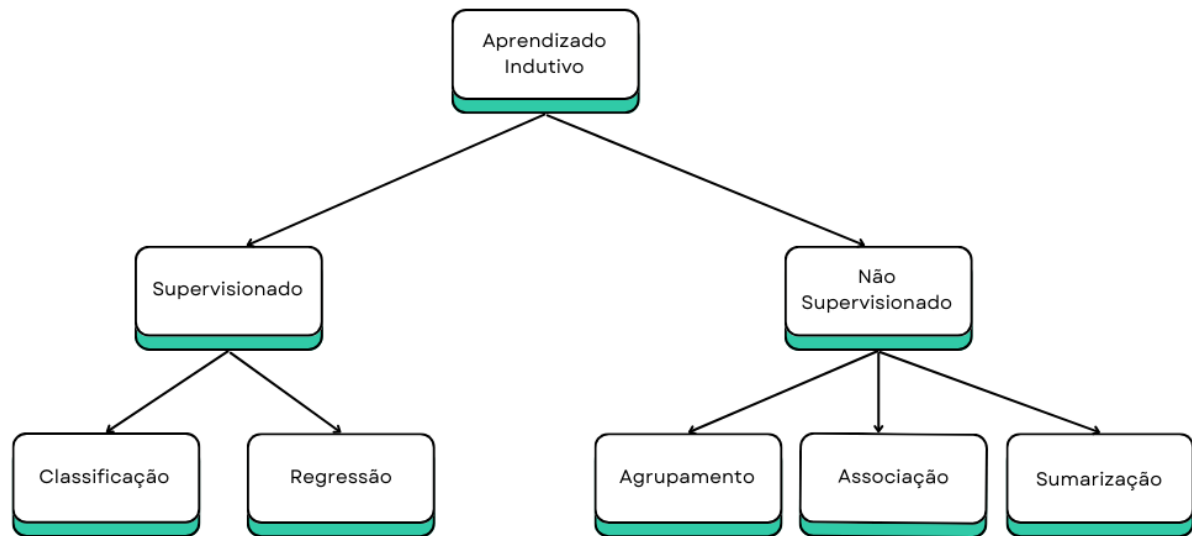 Aprendizado
Indutivo
Supervisionado
Não
Supervisionado
Classificação
Regressão
Agrupamento
Associação
Sumarização